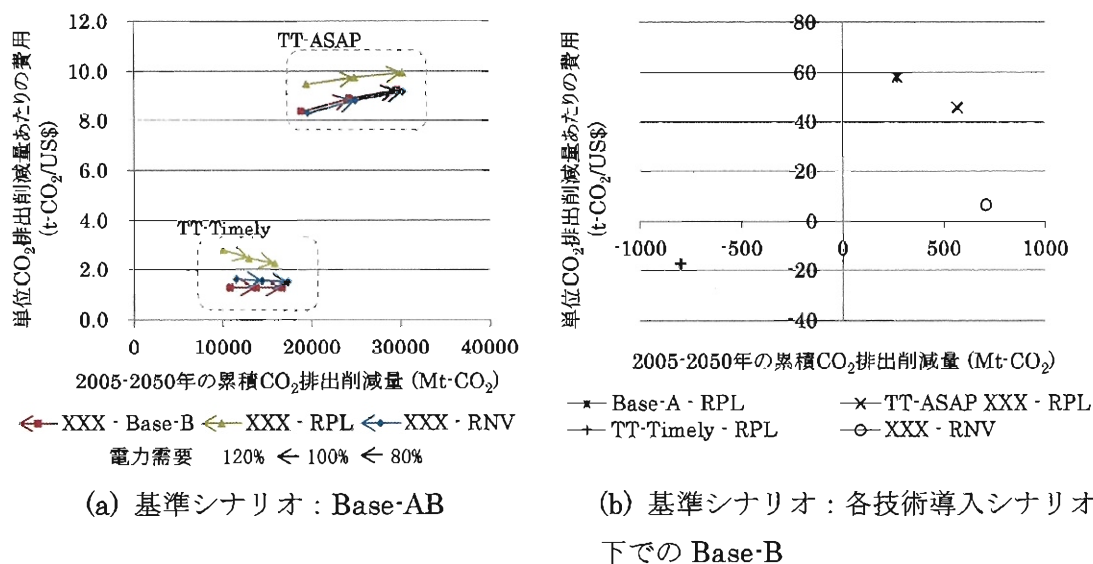 単位CO₂排出削減量あたりの費用
(t-CO₂/US$)
12.0
10.0
8.0
6.0
4.0
2.0
0.0
TT-ASAP
TT-Timely
0 10000 20000 30000 40000
2005-2050年の累積CO₂排出削減量 (Mt-CO₂)
XXX - Base-B XXX - RPL XXX - RNV
電力需要 120% ← 100% ← 80%
(a) 基準シナリオ：Base-AB
単位CO₂排出削減量あたりの費用
(t-CO₂/US$)
80
60
40
20
0
-20
-40
-1000 -500 0 500 1000
2005-2050年の累積CO₂排出削減量 (Mt-CO₂)
Base-A - RPL TT-ASAP XXX - RPL
TT-Timely - RPL XXX - RNV
(b) 基準シナリオ：各技術導入シナリオ
下での Base-B